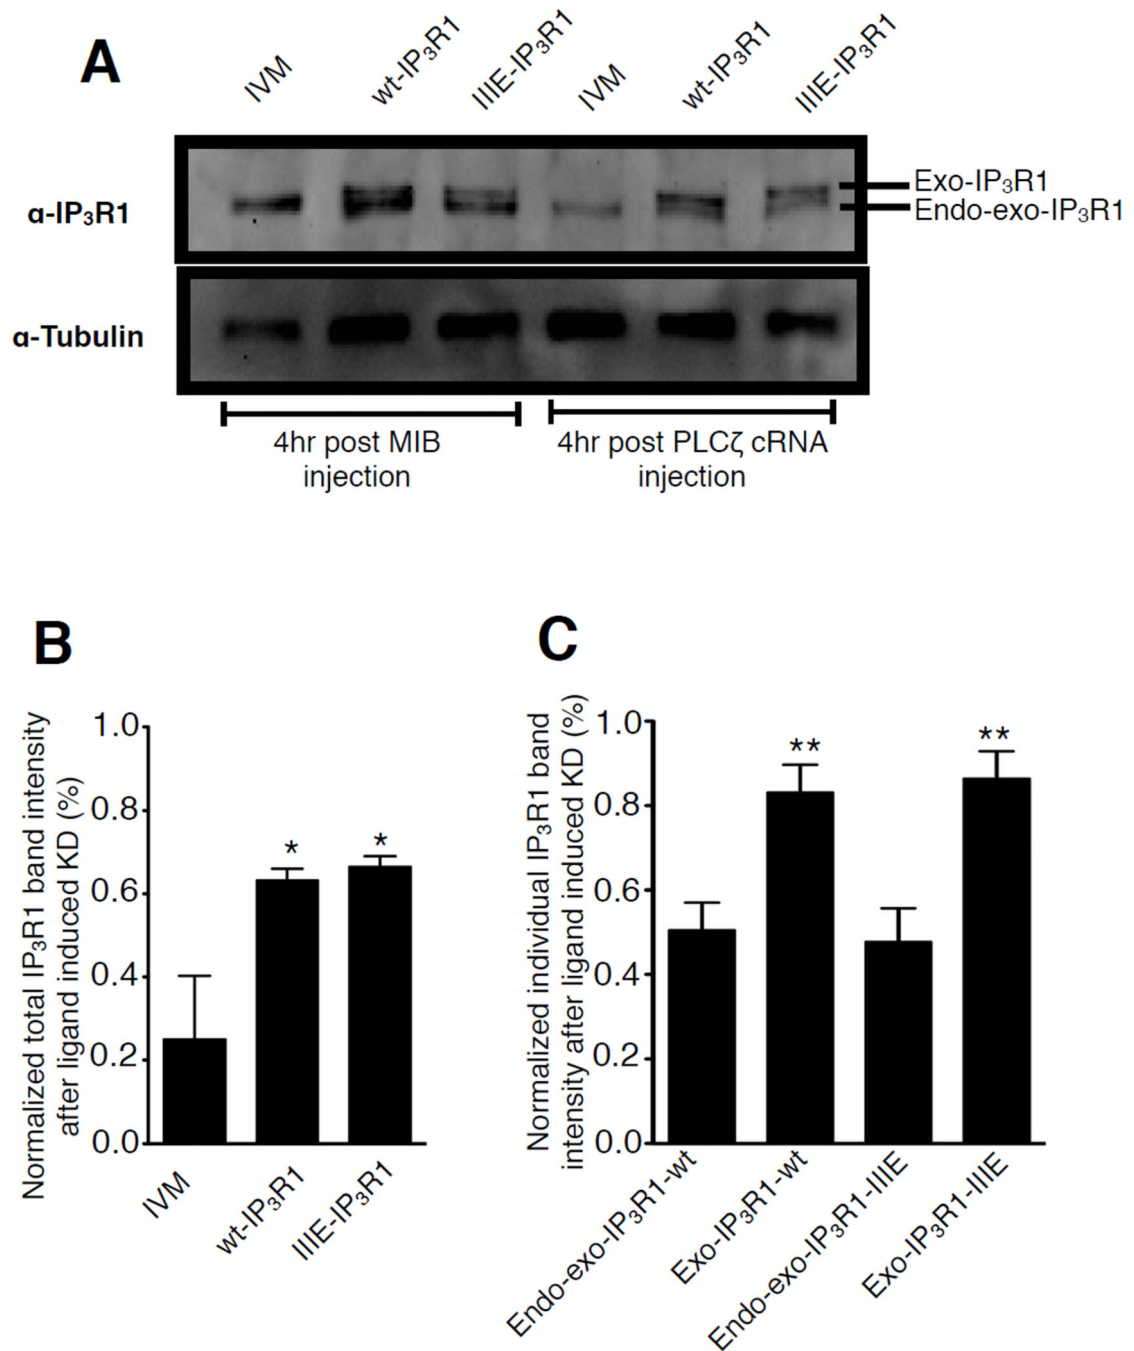 A
IVM
wt-IP₃R1
IIIE-IP₃R1
IVM
wt-IP₃R1
IIIE-IP₃R1
α-IP₃R1
Exo-IP₃R1
Endo-exo-IP₃R1
α-Tubulin
4hr post MIB
injection
4hr post PLCζ cRNA
injection
B
Normalized total IP₃R1 band intensity
after ligand induced KD (%)
1.0
0.8
0.6
0.4
0.2
0.0
*
*
IVM
wt-IP₃R1
IIIE-IP₃R1
C
Normalized individual IP₃R1 band
intensity after ligand induced KD (%)
1.0
0.8
0.6
0.4
0.2
0.0
**
**
Endo-exo-IP₃R1-wt
Exo-IP₃R1-wt
Endo-exo-IP₃R1-IIIE
Exo-IP₃R1-IIIE